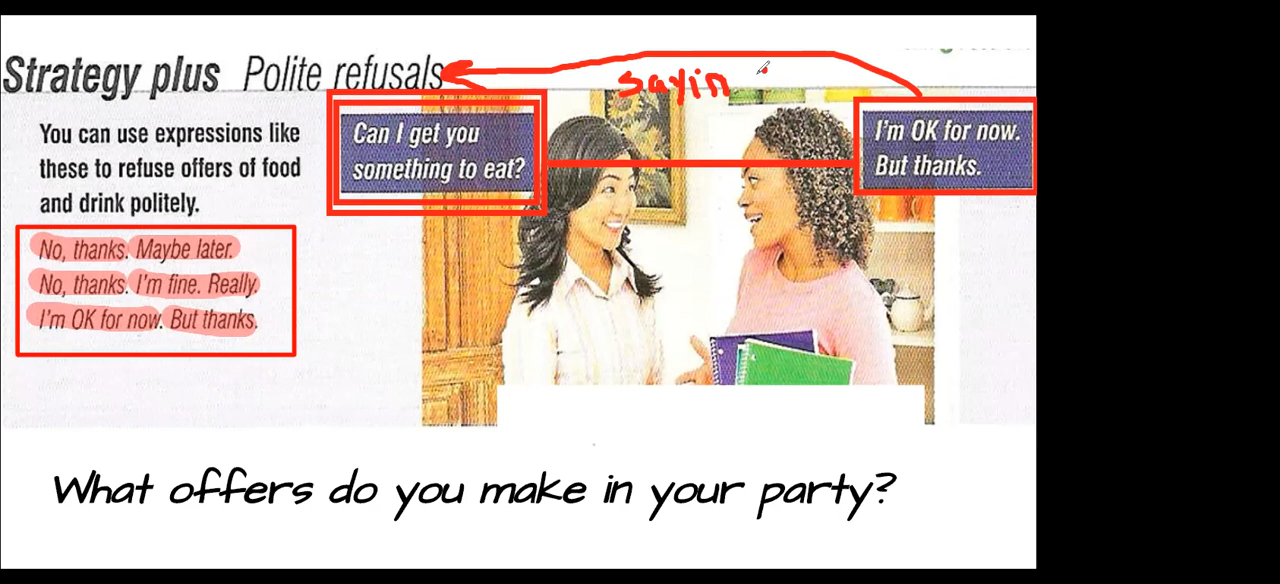 Strategy plus Polite refusals
sayin
You can use expressions like
these to refuse offers of food
and drink politely.
No, thanks. Maybe later.
No, thanks. I'm fine. Really.
I'm OK for now. But thanks.
Can I get you
something to eat?
I'm OK for now.
But thanks.
What offers do you make in your party?